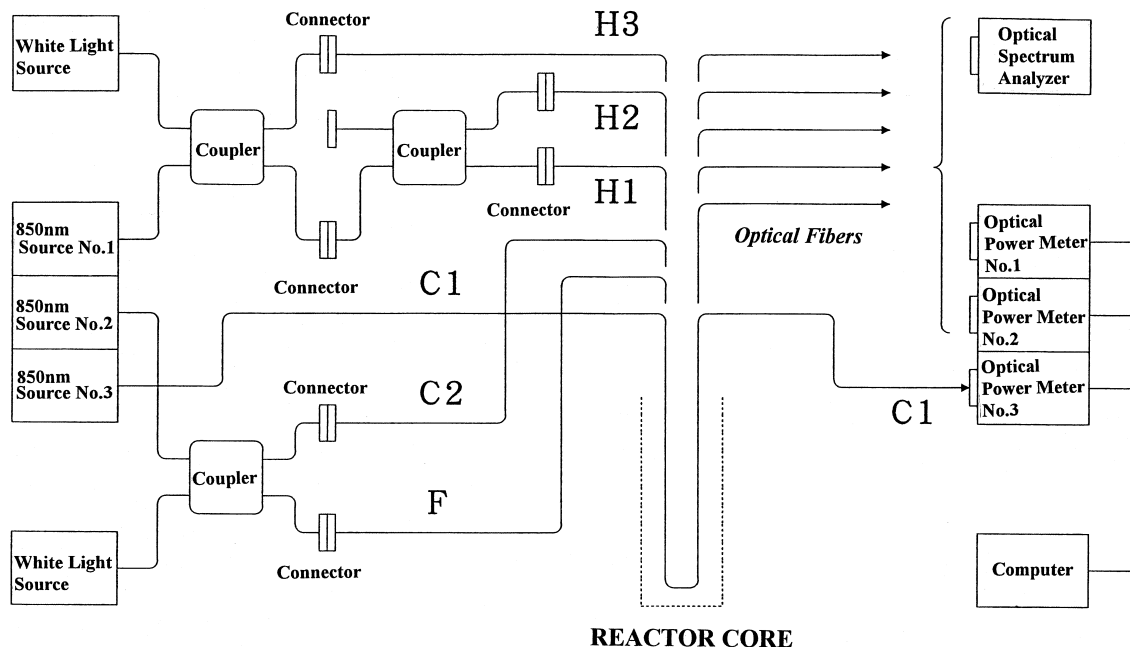 Connector
H3
White Light
Source
Optical
Spectrum
Analyzer
Coupler
Coupler
H2
H1
Connector
850nm
Source No.1
Optical
Power Meter
No.1
Optical Fibers
Connector
C1
850nm
Source No.2
Optical
Power Meter
No.2
850nm
Source No.3
Connector
C2
Optical
Power Meter
No.3
C1
Coupler
F
White Light
Source
Connector
Computer
REACTOR CORE